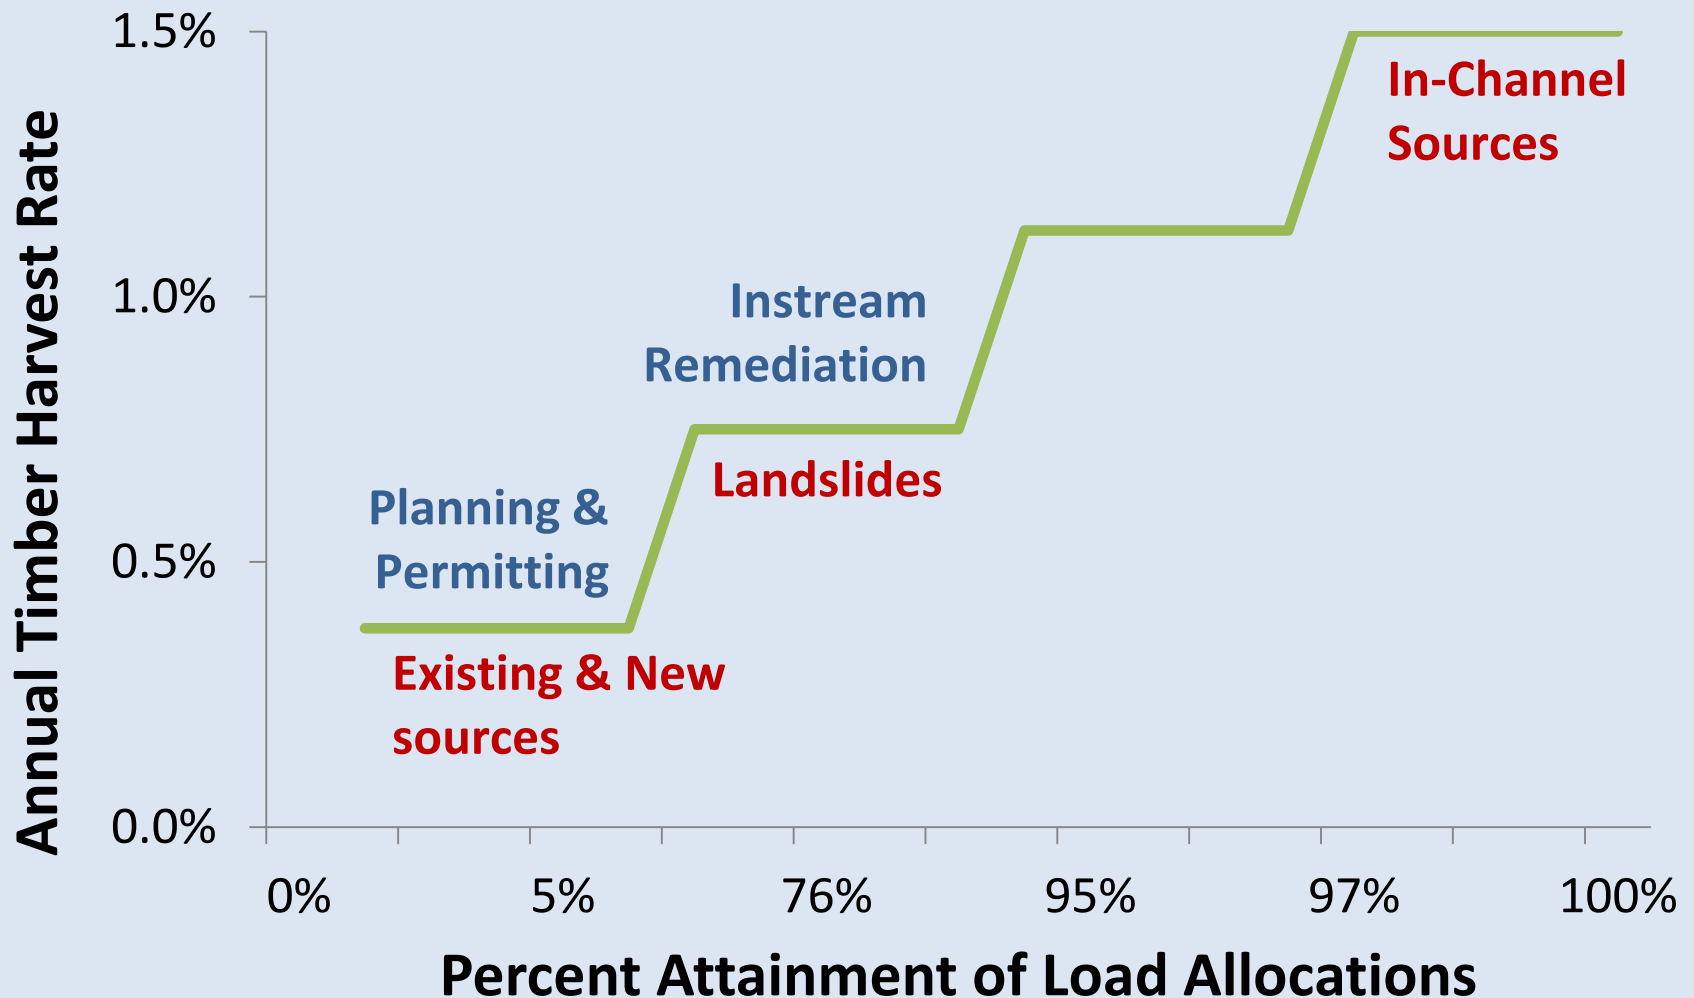 1.5%
In-Channel
Sources
1.0%
Instream
Remediation
Landslides
Planning &
Permitting
0.5%
Existing & New
sources
0.0%
0% 5% 76% 95% 97% 100%
Percent Attainment of Load Allocations
Annual Timber Harvest Rate